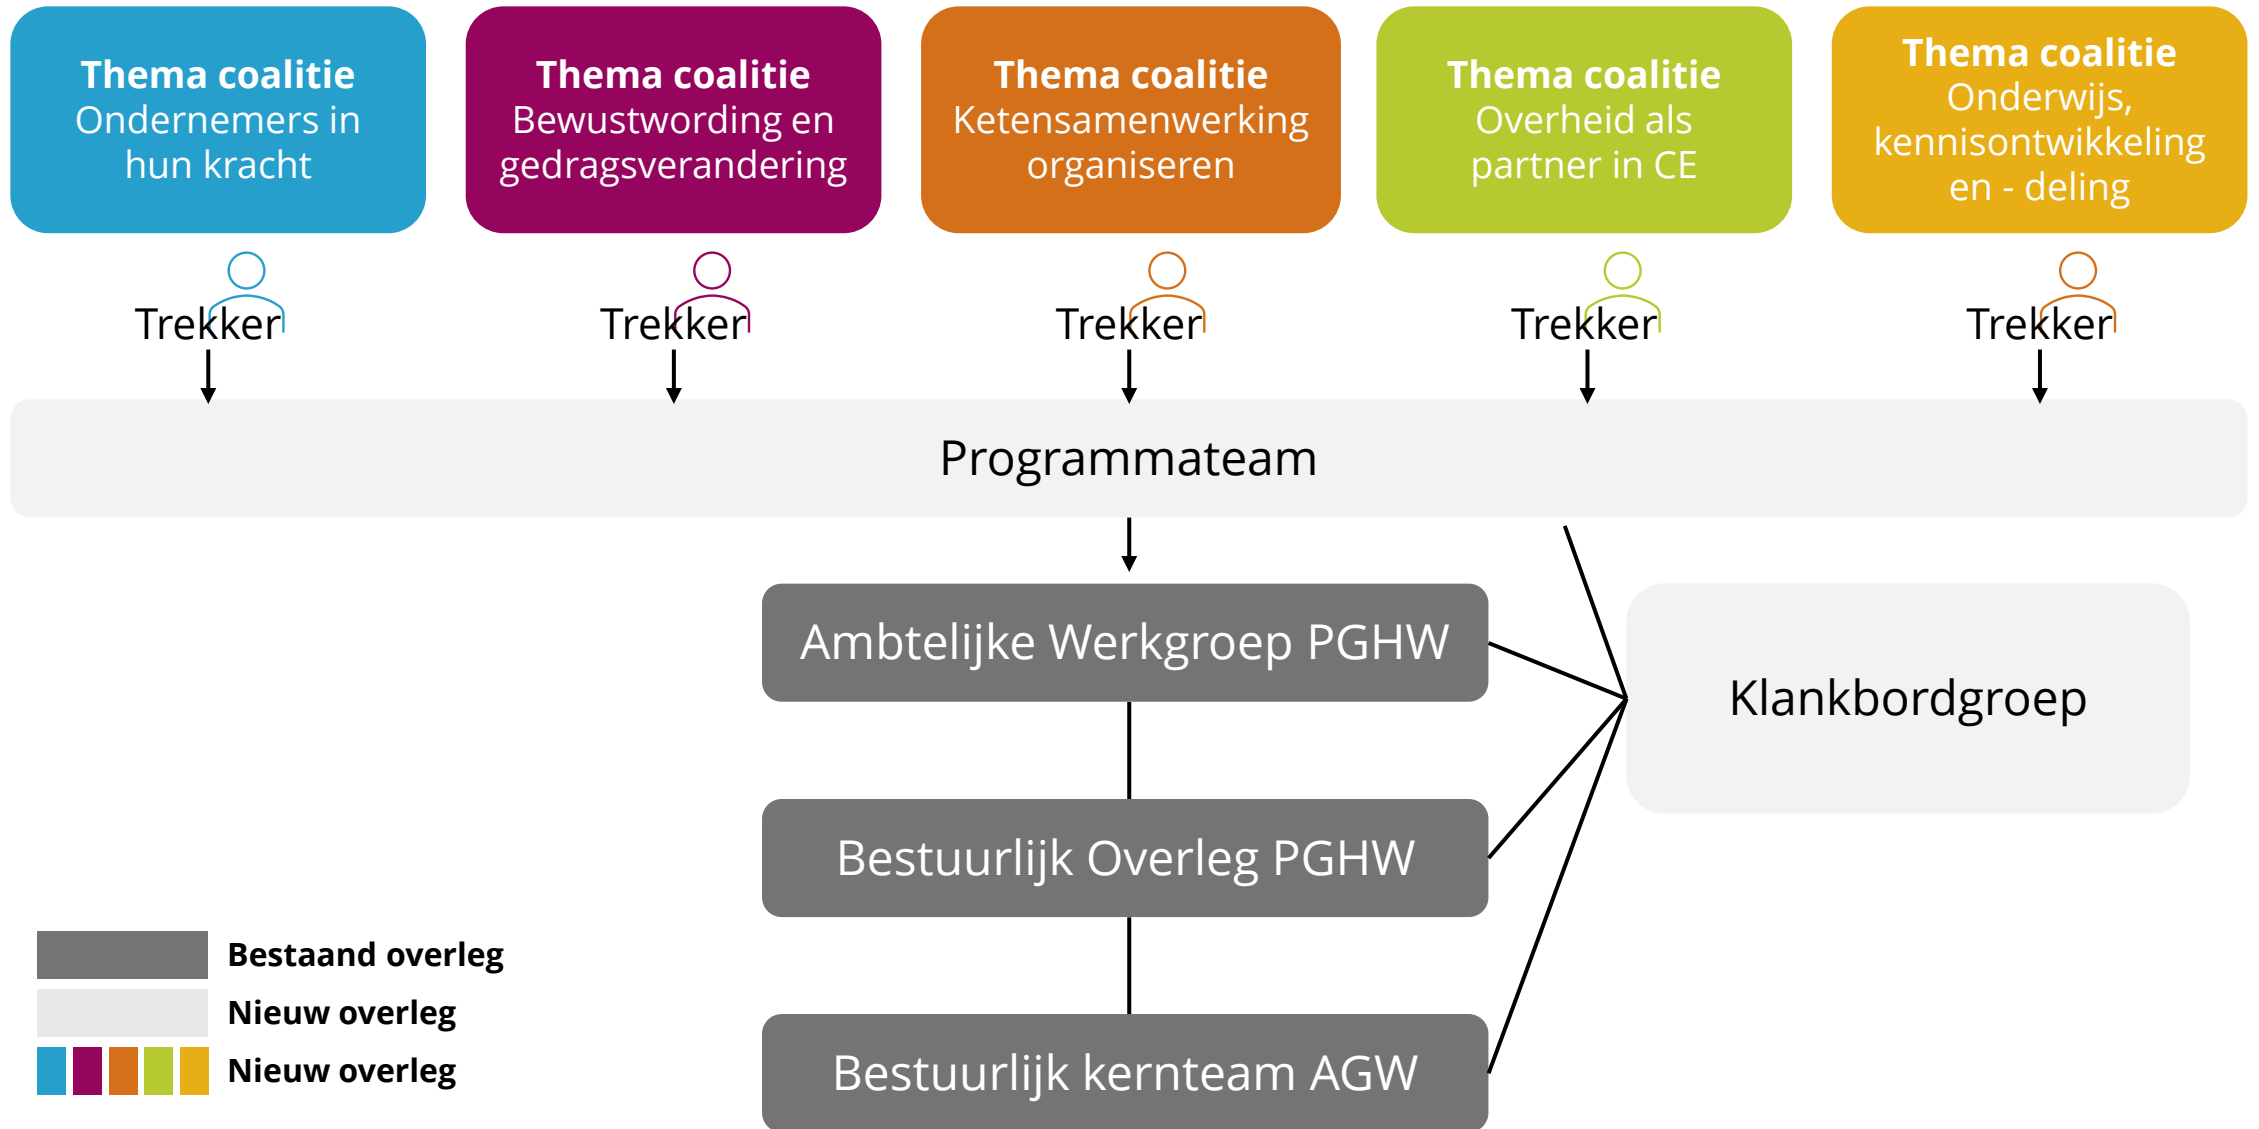 Thema coalitie
Ondernemers in
hun kracht
Thema coalitie
Bewustwording en
gedragsverandering
Thema coalitie
Ketensamenwerking
organiseren
Thema coalitie
Overheid als
partner in CE
Thema coalitie
Onderwijs,
kennisontwikkeling
en - deling
Trekker
Trekker
Trekker
Trekker
Trekker
Programmateam
Ambtelijke Werkgroep PGHW
Klankbordgroep
Bestuurlijk Overleg PGHW
Bestuurlijk kernteam AGW
Bestaand overleg
Nieuw overleg
Nieuw overleg